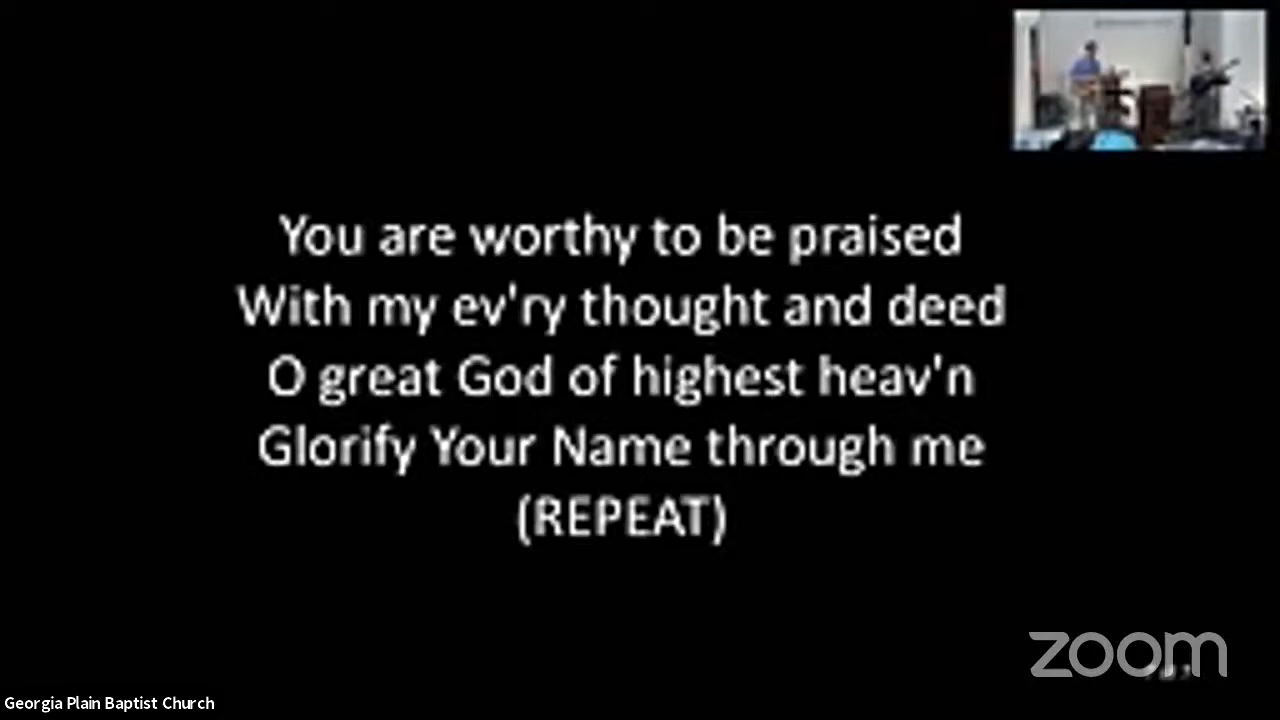 You are worthy to be praised
With my ev'ry thought and deed
O great God of highest heav'n
Glorify Your Name through me
(REPEAT)
zoom
Georgia Plain Baptist Church